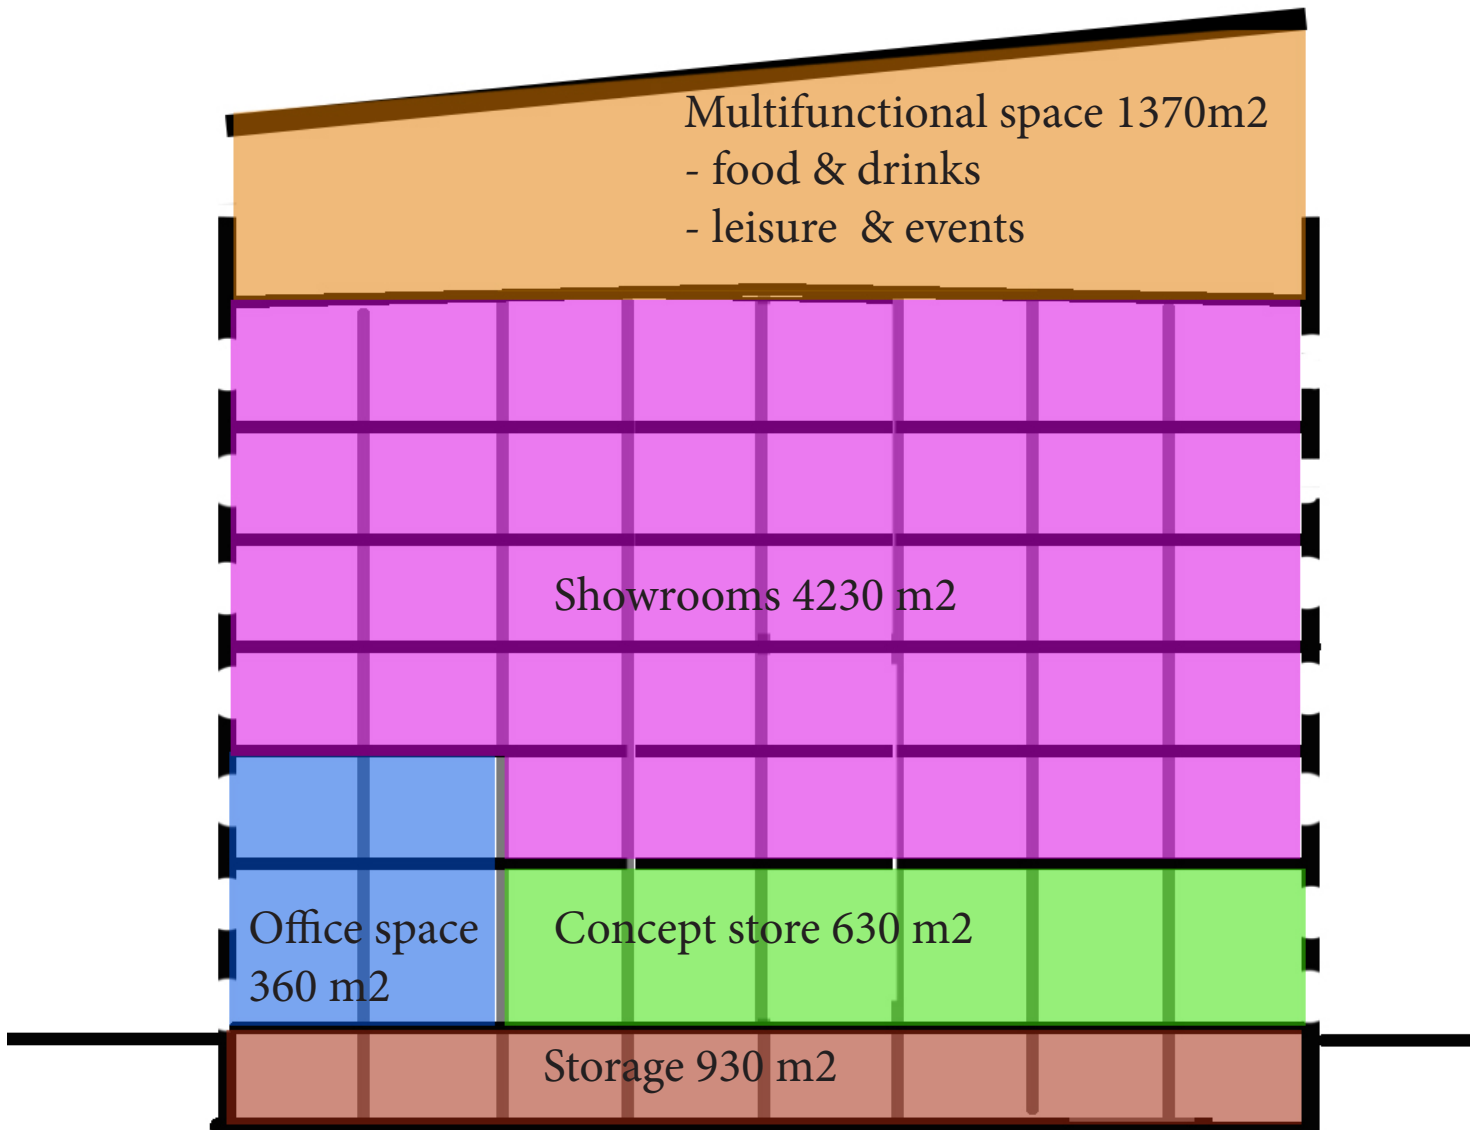 Multifunctional space 1370m2
- food & drinks
- leisure  & events
Showrooms 4230 m2
Office space
360 m2
Concept store 630 m2
Storage 930 m2